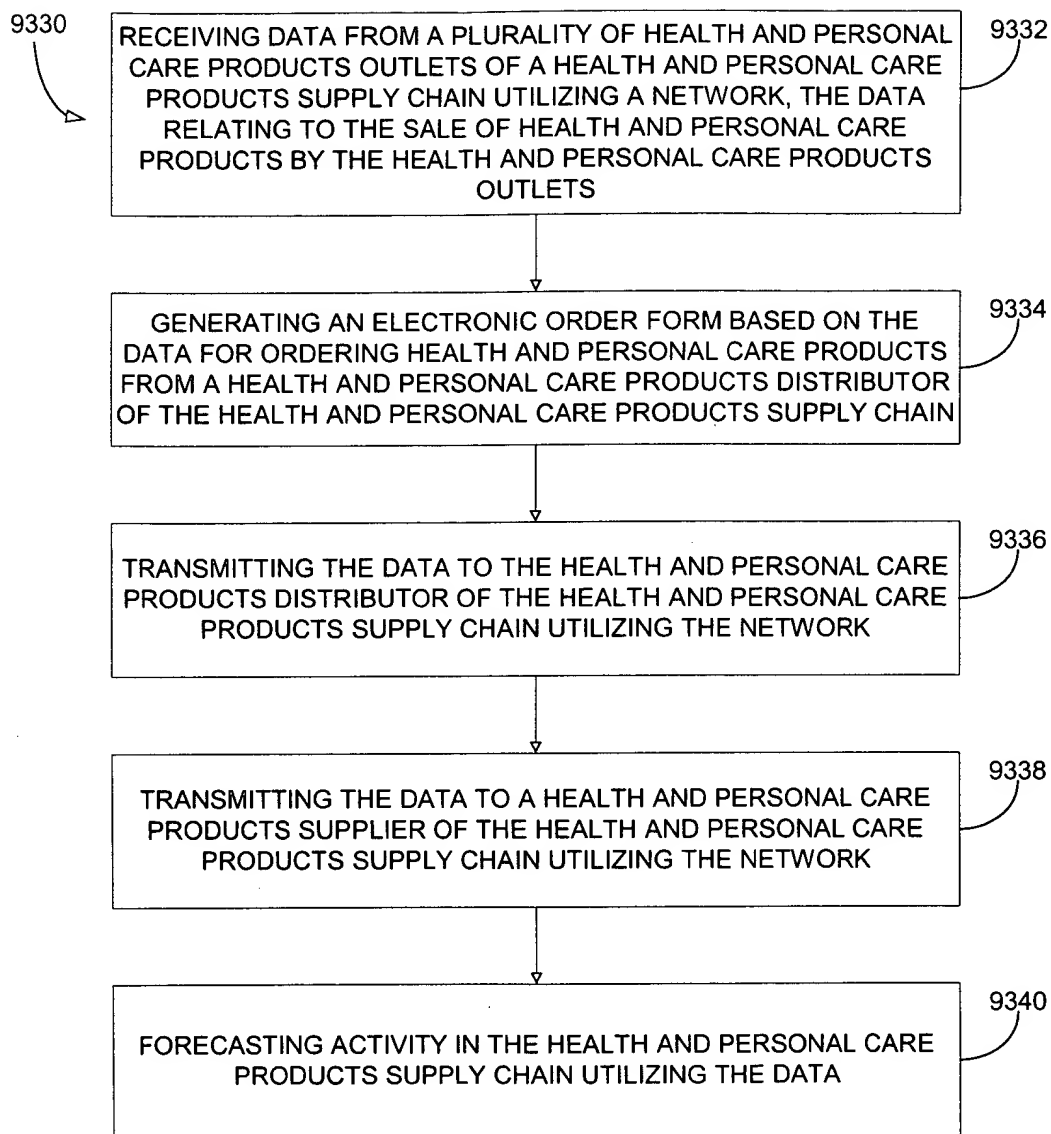 9330
RECEIVING DATA FROM A PLURALITY OF HEALTH AND PERSONAL
CARE PRODUCTS OUTLETS OF A HEALTH AND PERSONAL CARE
PRODUCTS SUPPLY CHAIN UTILIZING A NETWORK, THE DATA
RELATING TO THE SALE OF HEALTH AND PERSONAL CARE
PRODUCTS BY THE HEALTH AND PERSONAL CARE PRODUCTS
OUTLETS
9332
GENERATING AN ELECTRONIC ORDER FORM BASED ON THE
DATA FOR ORDERING HEALTH AND PERSONAL CARE PRODUCTS
FROM A HEALTH AND PERSONAL CARE PRODUCTS DISTRIBUTOR
OF THE HEALTH AND PERSONAL CARE PRODUCTS SUPPLY CHAIN
9334
TRANSMITTING THE DATA TO THE HEALTH AND PERSONAL CARE
PRODUCTS DISTRIBUTOR OF THE HEALTH AND PERSONAL CARE
PRODUCTS SUPPLY CHAIN UTILIZING THE NETWORK
9336
TRANSMITTING THE DATA TO A HEALTH AND PERSONAL CARE
PRODUCTS SUPPLIER OF THE HEALTH AND PERSONAL CARE
PRODUCTS SUPPLY CHAIN UTILIZING THE NETWORK
9338
FORECASTING ACTIVITY IN THE HEALTH AND PERSONAL CARE
PRODUCTS SUPPLY CHAIN UTILIZING THE DATA
9340